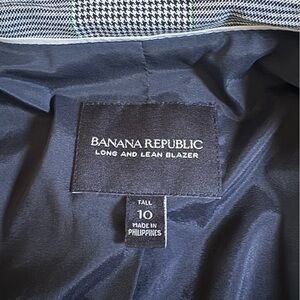 BANANA REPUBLIC
LONG AND LEAN BLAZER
TALL
10
MADE IN
PHILIPPINES